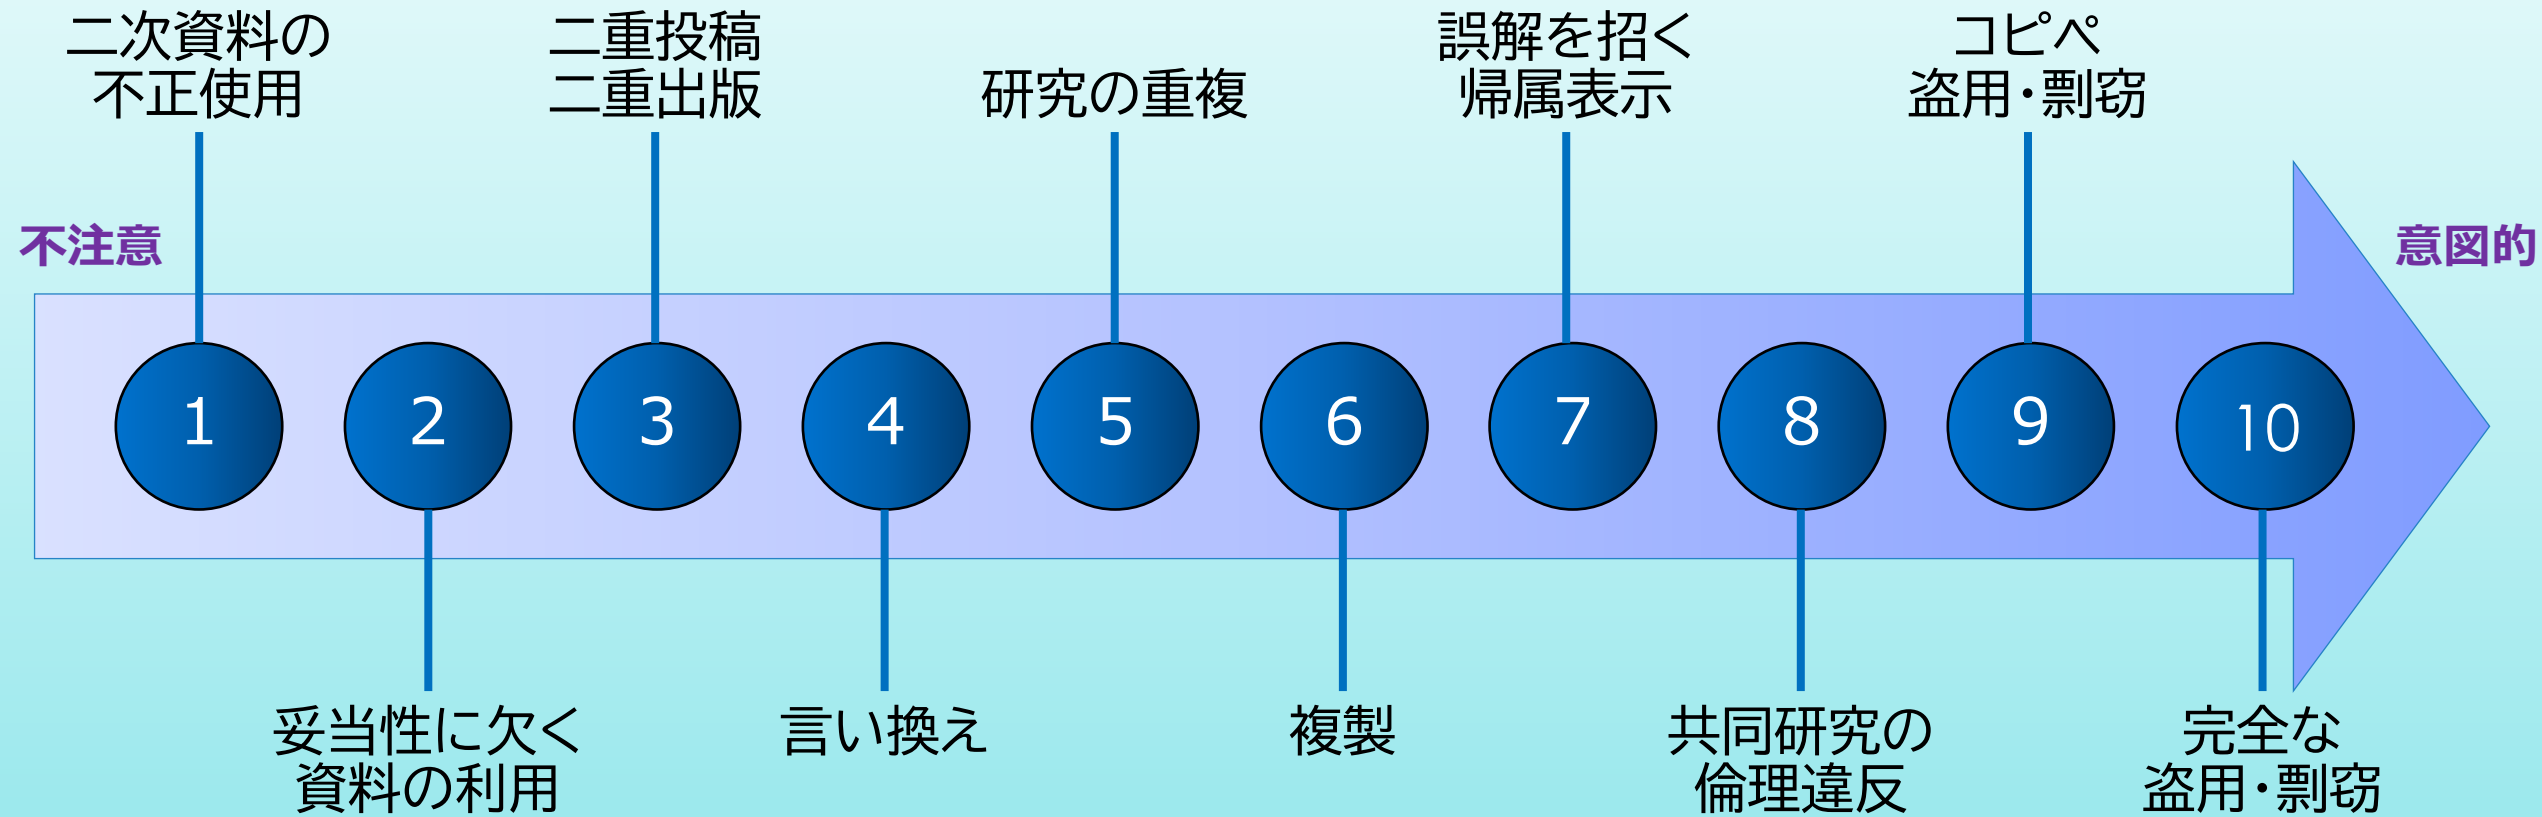 二次資料の
不正使用
二重投稿
二重出版
研究の重複
誤解を招く
帰属表示
コピペ
盗用・剽窃
不注意
意図的
1
2
3
4
5
6
7
8
9
10
妥当性に欠く
資料の利用
言い換え
複製
共同研究の
倫理違反
完全な
盗用・剽窃